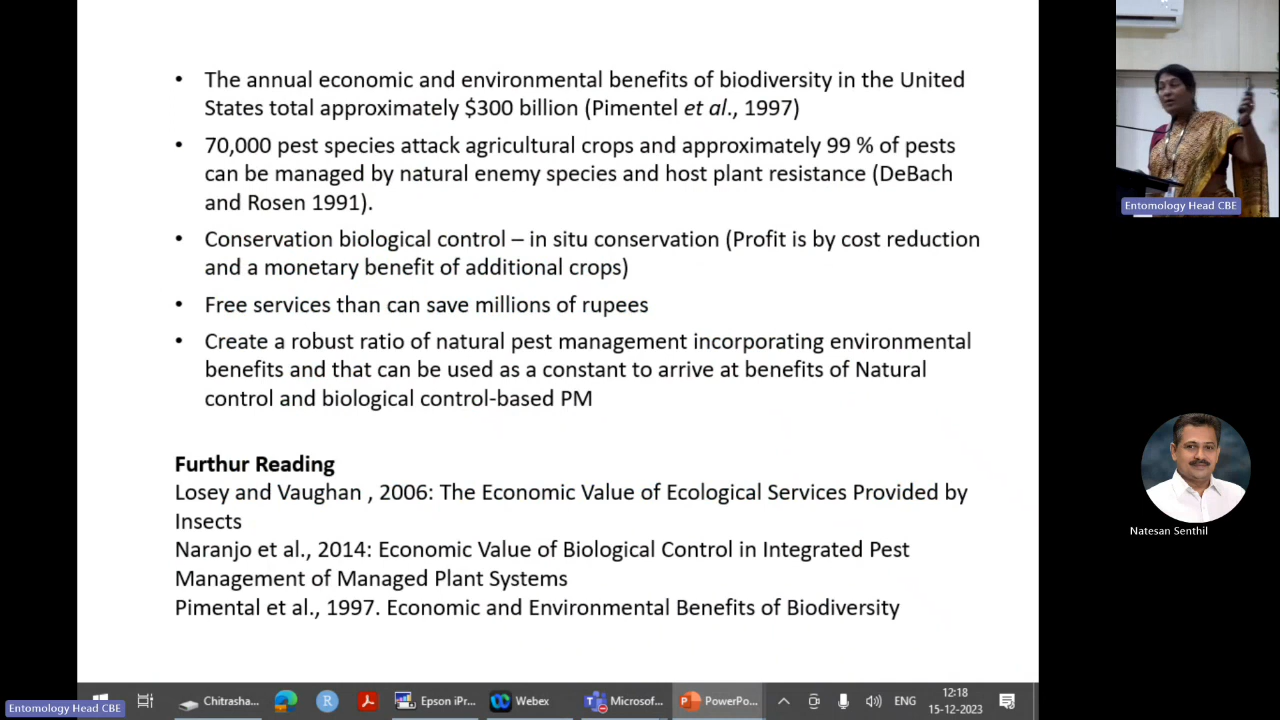 • The annual economic and environmental benefits of biodiversity in the United
States total approximately $300 billion (Pimentel et al., 1997)
• 70,000 pest species attack agricultural crops and approximately 99 % of pests
can be managed by natural enemy species and host plant resistance (DeBach
and Rosen 1991).
• Conservation biological control – in situ conservation (Profit is by cost reduction
and a monetary benefit of additional crops)
• Free services than can save millions of rupees
• Create a robust ratio of natural pest management incorporating environmental
benefits and that can be used as a constant to arrive at benefits of Natural
control and biological control-based PM
Furthur Reading
Losey and Vaughan , 2006: The Economic Value of Ecological Services Provided by
Insects
Naranjo et al., 2014: Economic Value of Biological Control in Integrated Pest
Management of Managed Plant Systems
Pimental et al., 1997. Economic and Environmental Benefits of Biodiversity
Entomology Head CBE
Natesan Senthil
Entomology Head CBE
Chitrasha...
R
Epson iPr...
Webex
Microsof...
PowerPo...
ENG
12:18
15-12-2023